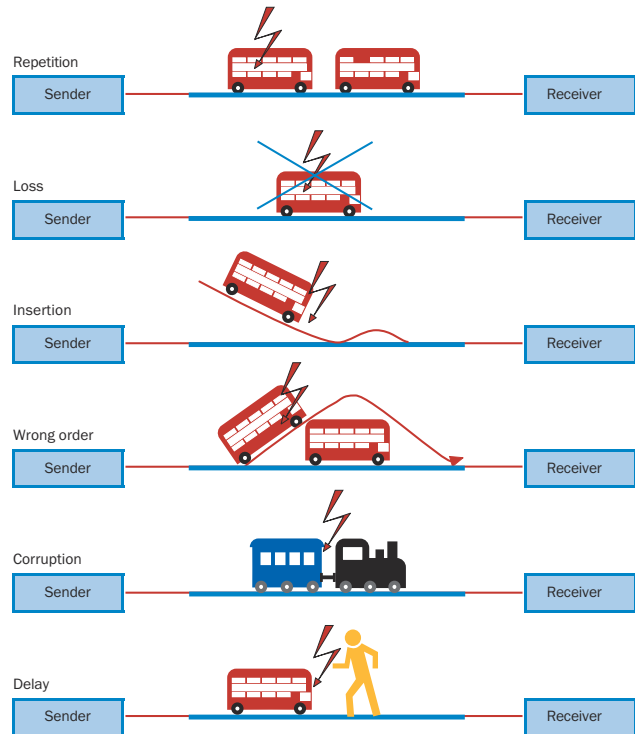 Repetition
Sender
Receiver
Loss
Sender
Receiver
Insertion
Sender
Receiver
Wrong order
Sender
Receiver
Corruption
Sender
Receiver
Delay
Sender
Receiver